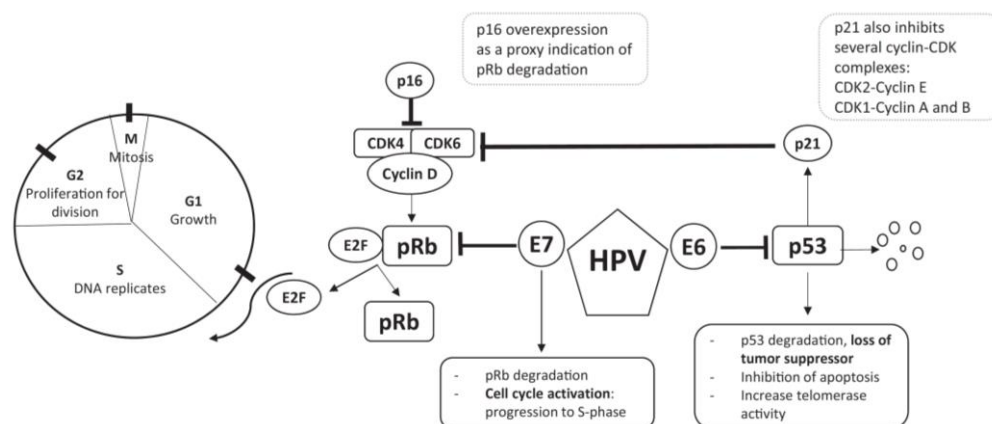 p16 overexpression
as a proxy indication of
pRb degradation
p21 also inhibits
several cyclin-CDK
complexes:
CDK2-Cyclin E
CDK1-Cyclin A and B
p16
CDK4
CDK6
Cyclin D
p21
M
Mitosis
G2
Proliferation for
division
G1
Growth
S
DNA replicates
E2F
pRb
E7
HPV
E6
p53
E2F
pRb
- pRb degradation
- Cell cycle activation:
progression to S-phase
- p53 degradation, loss of
tumor suppressor
- Inhibition of apoptosis
- Increase telomerase
activity